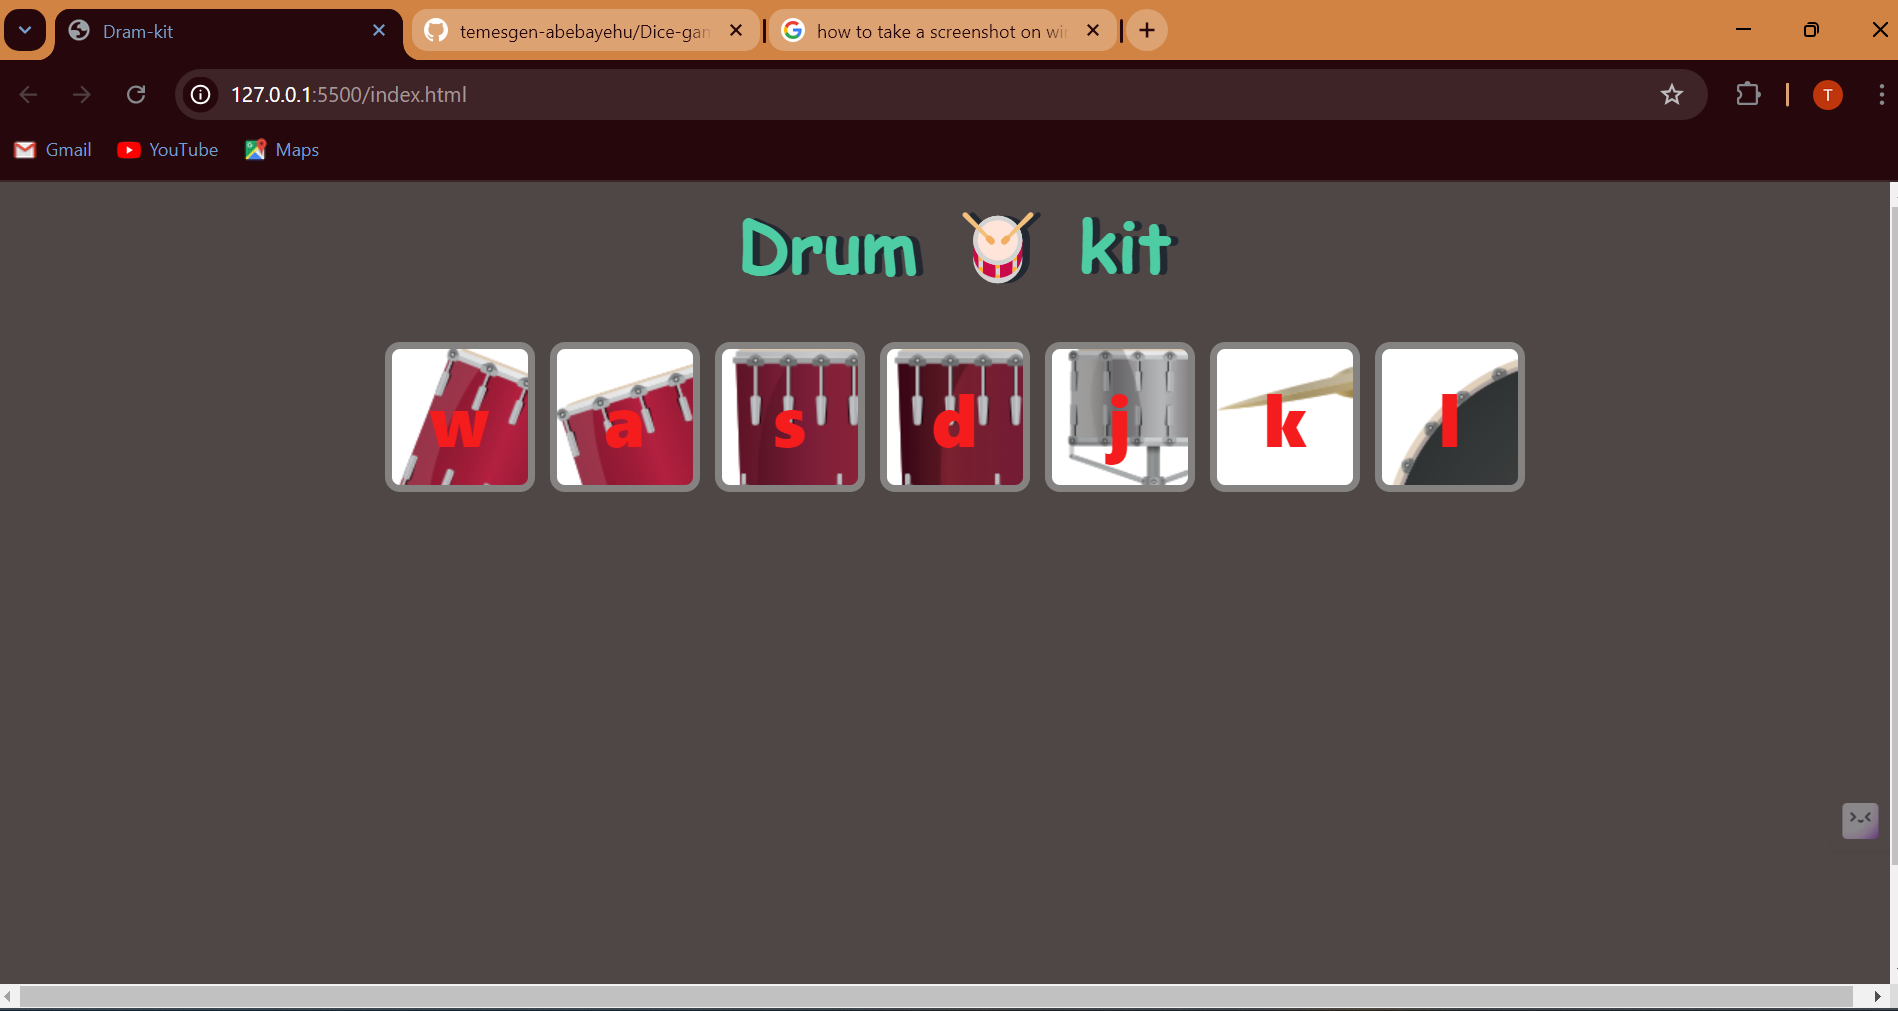 Dram-kit
temesgen-abebayehu/Dice-gan
how to take a screenshot on wi
127.0.0.1:5500/index.html
T
Gmail
YouTube
Maps
Drum kit
w a s d j k l